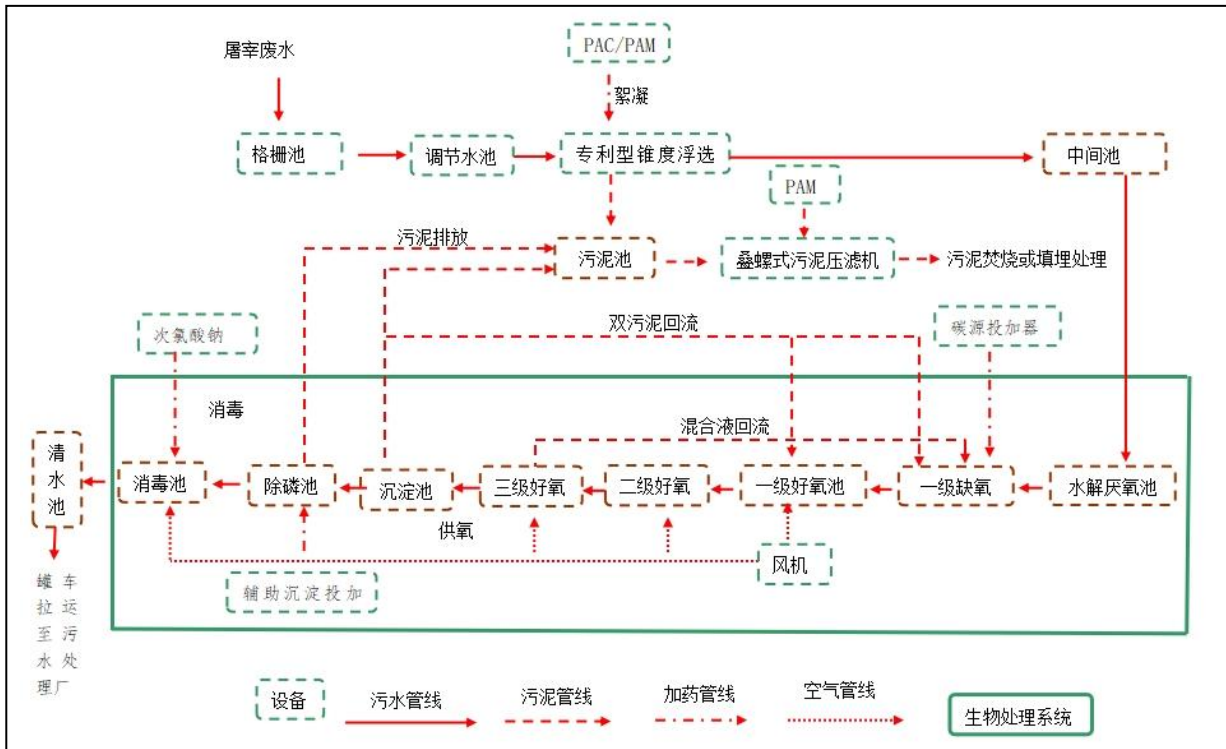 屠宰废水
PAC/PAM
絮凝
格栅池
调节水池
专利型锥度浮选
中间池
PAM
污泥排放
污泥池
叠螺式污泥压滤机
污泥焚烧或填埋处理
次氯酸钠
双污泥回流
碳源投加器
消毒
混合液回流
清水池
消毒池
除磷池
沉淀池
三级好氧
二级好氧
一级好氧池
一级缺氧
水解厌氧池
供氧
风机
辅助沉淀投加
罐 车
拉 运
至 污
水 处
理厂
设备
污水管线
污泥管线
加药管线
空气管线
生物处理系统